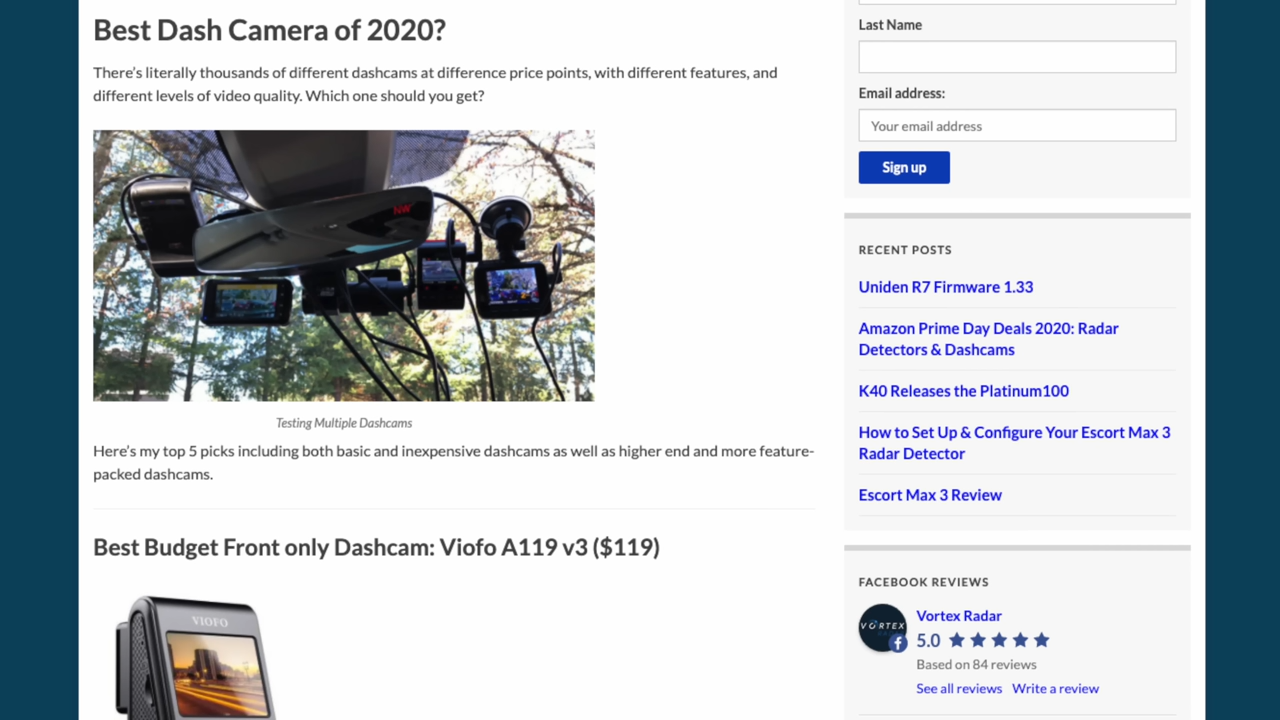 Best Dash Camera of 2020?
There's literally thousands of different dashcams at difference price points, with different features, and
different levels of video quality. Which one should you get?
NW
Testing Multiple Dashcams
Here's my top 5 picks including both basic and inexpensive dashcams as well as higher end and more feature-
packed dashcams.
Best Budget Front only Dashcam: Viofo A119 v3 ($119)
VIOFO
Last Name
Email address:
Your email address
Sign up
RECENT POSTS
Uniden R7 Firmware 1.33
Amazon Prime Day Deals 2020: Radar
Detectors & Dashcams
K40 Releases the Platinum100
How to Set Up & Configure Your Escort Max 3
Radar Detector
Escort Max 3 Review
FACEBOOK REVIEWS
VORTEX
Vortex Radar
5.0
Based on 84 reviews
See all reviews Write a review